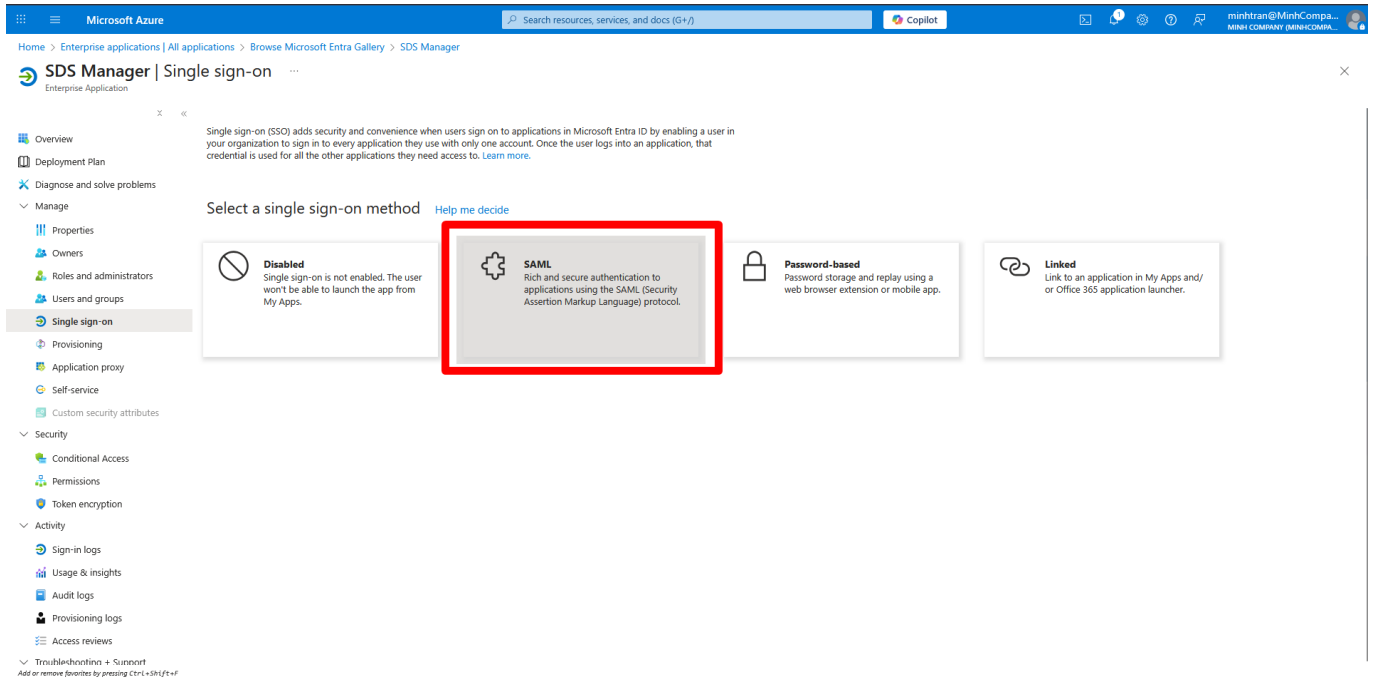 Microsoft Azure
Search resources, services, and docs (G+/)
Copilot
1
minhtran@MinhCompa...
MINH COMPANY (MINHCOMPA...
Home > Enterprise applications | All applications > Browse Microsoft Entra Gallery > SDS Manager
SDS Manager | Single sign-on ...
Enterprise Application
Overview
Deployment Plan
Diagnose and solve problems
Manage
Properties
Owners
Roles and administrators
Users and groups
Single sign-on
Provisioning
Application proxy
Self-service
Custom security attributes
Security
Conditional Access
Permissions
Token encryption
Activity
Sign-in logs
Usage & insights
Audit logs
Provisioning logs
Access reviews
Troubleshooting + Support
Add or remove favorites by pressing Ctrl+Shift+F
Single sign-on (SSO) adds security and convenience when users sign on to applications in Microsoft Entra ID by enabling a user in
your organization to sign in to every application they use with only one account. Once the user logs into an application, that
credential is used for all the other applications they need access to. Learn more.
Select a single sign-on method Help me decide
Disabled
Single sign-on is not enabled. The user
won't be able to launch the app from
My Apps.
SAML
Rich and secure authentication to
applications using the SAML (Security
Assertion Markup Language) protocol.
Password-based
Password storage and replay using a
web browser extension or mobile app.
Linked
Link to an application in My Apps and/
or Office 365 application launcher.